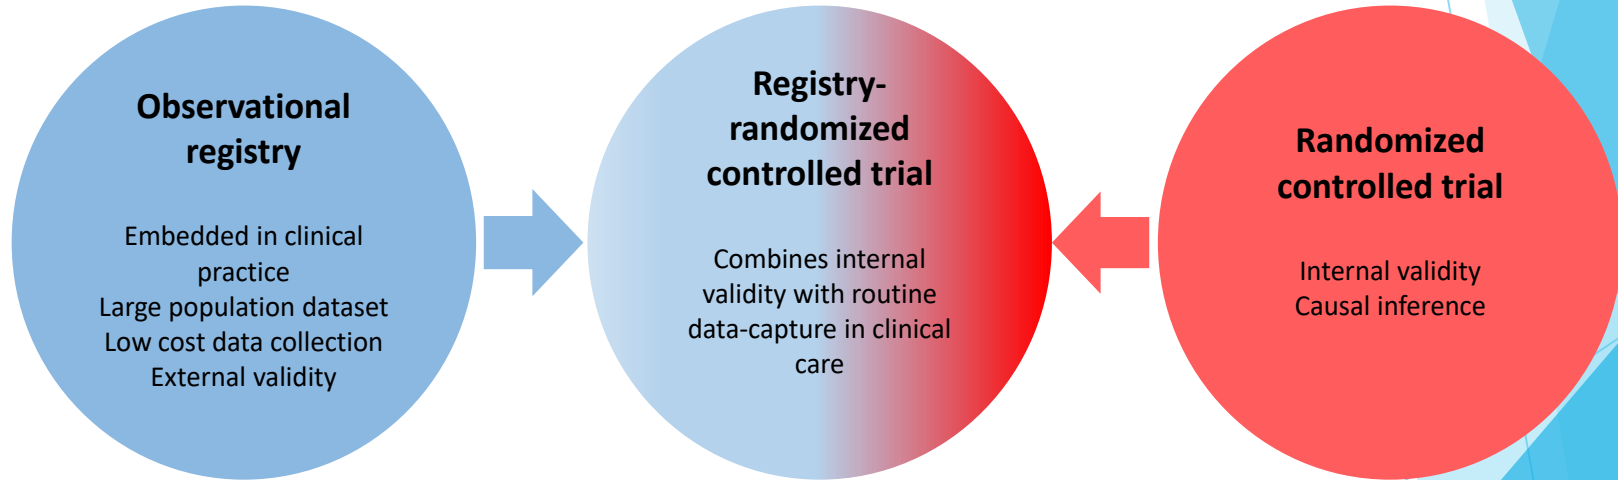 Observational
registry
Embedded in clinical
practice
Large population dataset
Low cost data collection
External validity
Registry-
randomized
controlled trial
Combines internal
validity with routine
data-capture in clinical
care
Randomized
controlled trial
Internal validity
Causal inference